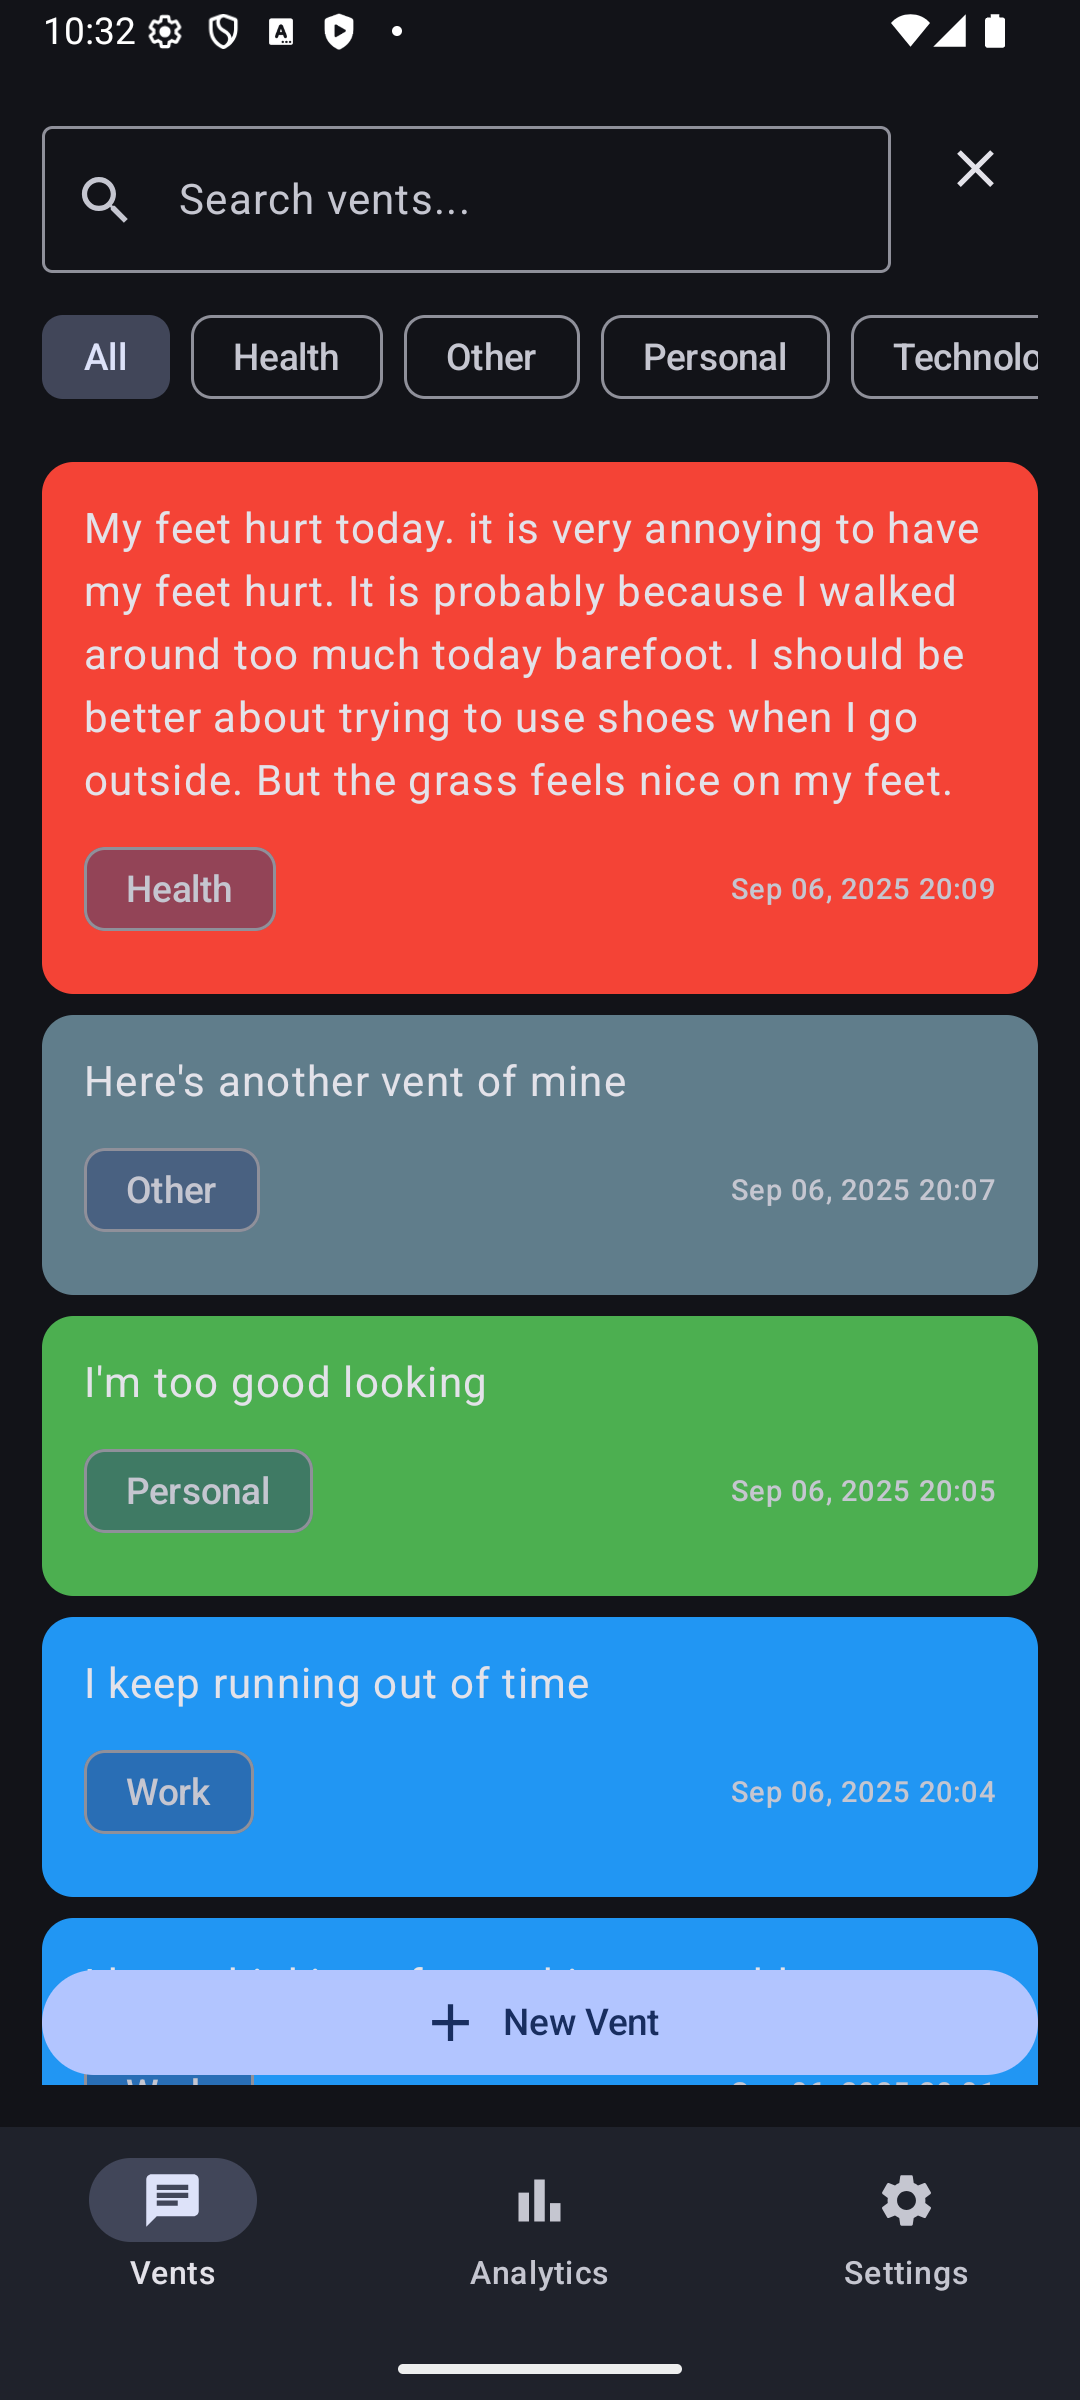 10:32
Search vents...
All
Health
Other
Personal
Technolo
My feet hurt today. it is very annoying to have
my feet hurt. It is probably because I walked
around too much today barefoot. I should be
better about trying to use shoes when I go
outside. But the grass feels nice on my feet.
Health
Sep 06, 2025 20:09
Here's another vent of mine
Other
Sep 06, 2025 20:07
I'm too good looking
Personal
Sep 06, 2025 20:05
I keep running out of time
Work
Sep 06, 2025 20:04
New Vent
Vents
Analytics
Settings